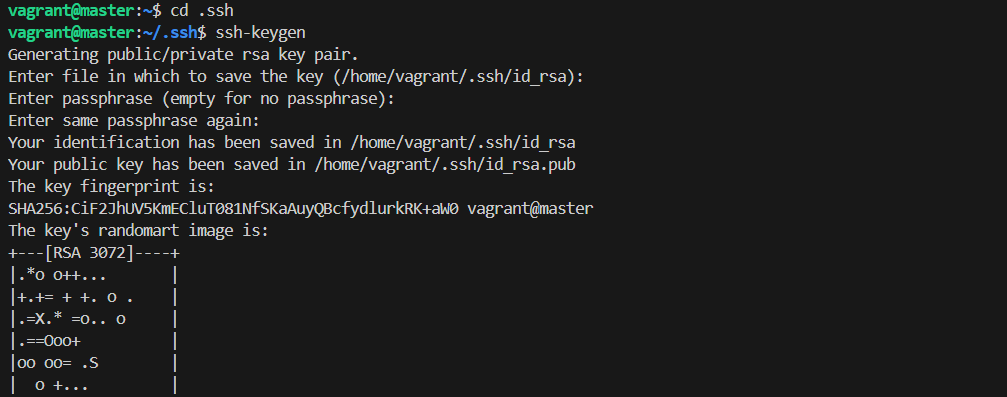 vagrant@master:~$ cd .ssh
vagrant@master:~/.ssh$ ssh-keygen
Generating public/private rsa key pair.
Enter file in which to save the key (/home/vagrant/.ssh/id_rsa):
Enter passphrase (empty for no passphrase):
Enter same passphrase again:
Your identification has been saved in /home/vagrant/.ssh/id_rsa
Your public key has been saved in /home/vagrant/.ssh/id_rsa.pub
The key fingerprint is:
SHA256:CiF2JhUV5KmECluT081NfSKaAuyQBcfydlurkRK+aW0 vagrant@master
The key's randomart image is:
+---[RSA 3072]----+
|.*o o++...       |
|+.+= + +. o .    |
|.=X.* =o.. o     |
|.==Ooo+          |
|oo oo= .S        |
|  o +...         |